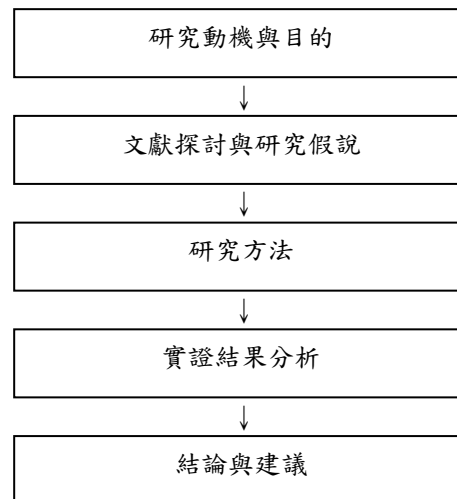 研究動機與目的
↓
文獻探討與研究假說
↓
研究方法
↓
實證結果分析
↓
結論與建議